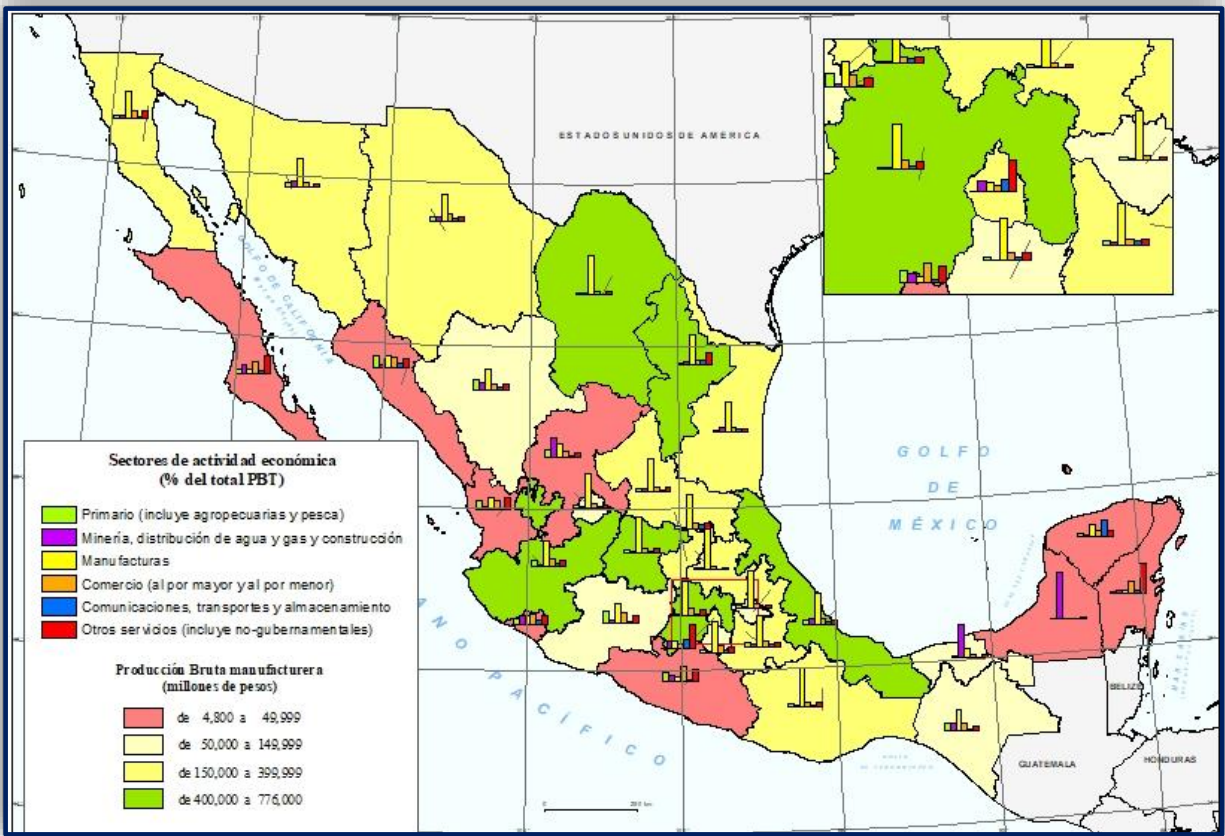 ESTADOS UNIDOS DE AMÉRICA
GOLFO DE CALIFORNIA
GOLFO
DE
MÉXICO
Sectores de actividad económica
(% del total PBT)
Primario (incluye agropecuarias y pesca)
Minería, distribución de agua y gas y construcción
Manufacturas
Comercio (al por mayor y al por menor)
Comunicaciones, transportes y almacenamiento
Otros servicios (incluye no-gubernamentales)
Producción Bruta manufacturera
(millones de pesos)
de 4,800 a 49,999
de 50,000 a 149,999
de 150,000 a 399,999
de 400,000 a 776,000
ANO PACÍFICO
BELIZE
GUATEMALA
HONDURAS
0